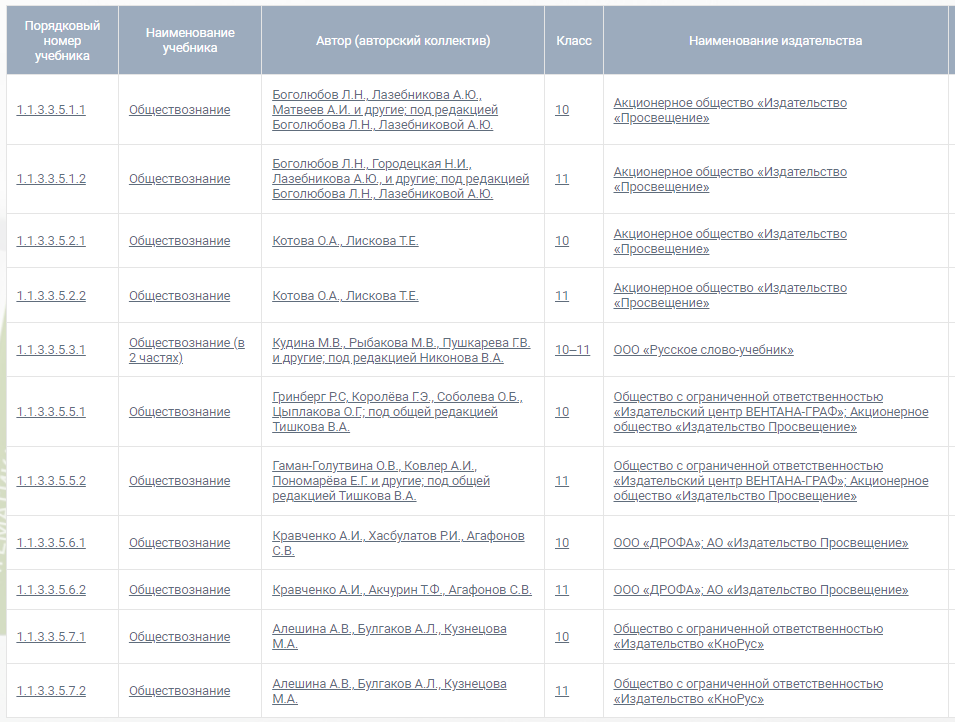 Порядковый
номер
учебника
Наименование
учебника
Автор (авторский коллектив)
Класс
Наименование издательства
1.1.3.3.5.1.1
Обществознание
Боголюбов Л.Н., Лазебникова А.Ю.,
Матвеев А.И. и другие; под редакцией
Боголюбова Л.Н., Лазебниковой А.Ю.
10
Акционерное общество «Издательство
«Просвещение»
1.1.3.3.5.1.2
Обществознание
Боголюбов Л.Н., Городецкая Н.И.,
Лазебникова А.Ю., и другие; под редакцией
Боголюбова Л.Н., Лазебниковой А.Ю.
11
Акционерное общество «Издательство
«Просвещение»
1.1.3.3.5.2.1
Обществознание
Котова О.А., Лискова Т.Е.
10
Акционерное общество «Издательство
«Просвещение»
1.1.3.3.5.2.2
Обществознание
Котова О.А., Лискова Т.Е.
11
Акционерное общество «Издательство
«Просвещение»
1.1.3.3.5.3.1
Обществознание (в
2 частях)
Кудина М.В., Рыбакова М.В., Пушкарева Г.В.
и другие; под редакцией Никонова В.А.
10–11
ООО «Русское слово-учебник»
1.1.3.3.5.5.1
Обществознание
Гринберг Р.С, Королёва Г.Э., Соболева О.Б.,
Цыплакова О.Г.; под общей редакцией
Тишкова В.А.
10
Общество с ограниченной ответственностью
«Издательский центр ВЕНТАНА-ГРАФ»; Акционерное
общество «Издательство Просвещение»
1.1.3.3.5.5.2
Обществознание
Гаман-Голутвина О.В., Ковлер А.И.,
Пономарёва Е.Г. и другие; под общей
редакцией Тишкова В.А.
11
Общество с ограниченной ответственностью
«Издательский центр ВЕНТАНА-ГРАФ»; Акционерное
общество «Издательство Просвещение»
1.1.3.3.5.6.1
Обществознание
Кравченко А.И., Хасбулатов Р.И., Агафонов
С.В.
10
ООО «ДРОФА»; АО «Издательство Просвещение»
1.1.3.3.5.6.2
Обществознание
Кравченко А.И., Акчурин Т.Ф., Агафонов С.В.
11
ООО «ДРОФА»; АО «Издательство Просвещение»
1.1.3.3.5.7.1
Обществознание
Алешина А.В., Булгаков А.Л., Кузнецова
М.А.
10
Общество с ограниченной ответственностью
«Издательство «КноРус»
1.1.3.3.5.7.2
Обществознание
Алешина А.В., Булгаков А.Л., Кузнецова
М.А.
11
Общество с ограниченной ответственностью
«Издательство «КноРус»